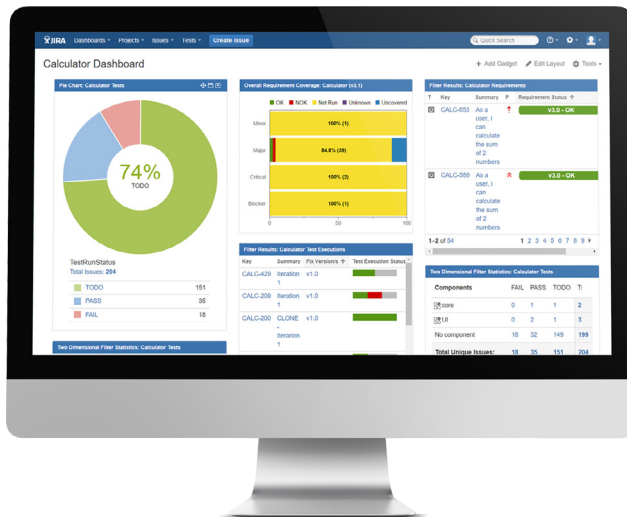 JIRA Dashboards Projects Issues Tests Create issue Quick Search
Calculator Dashboard
+ Add Gadget Edit Layout Tools
Pie Chart: Calculator Tests
74%
TODO
TestRunStatus
Total Issues: 204
TODO 151
PASS 35
FAIL 18
Two Dimensional Filter Statistics: Calculator Tests
Overall Requirement Coverage: Calculator (v3.1)
OK NOK Not Run Unknown Uncovered
Minor 100% (1)
Major 84.8% (39)
Critical 100% (2)
Blocker 100% (1)
0 50 100
Filter Results: Calculator Test Executions
Key Summary Fix Version/s Test Execution Status
CALC-429 Iteration v1.0
1
CALC-209 Iteration v1.0
1
CALC-200 CLONE v1.0
-
Iteration
1
Filter Results: Calculator Requirements
T Key Summary P Requirement Status
CALC-653 As a v3.0 - OK
user, I
can
calculate
the sum
of 2
numbers
CALC-589 As a v3.0 - OK
user, I
can
calculate
the sum
of 2
numbers
1–2 of 54 1 2 3 4 5 6 7 8 9
Two Dimensional Filter Statistics: Calculator Tests
Components FAIL PASS TODO T:
core 0 1 1 2
UI 0 2 1 3
No component 18 32 149 199
Total Unique Issues: 18 35 151 204